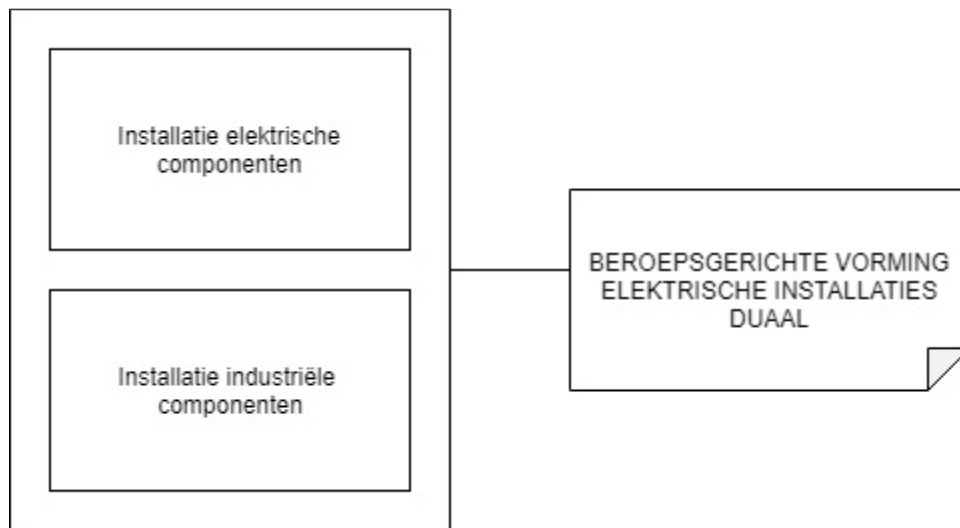 Installatie elektrische
componenten
Installatie industriële
componenten
BEROEPSGERICHTE VORMING
ELEKTRISCHE INSTALLATIES
DUAAL